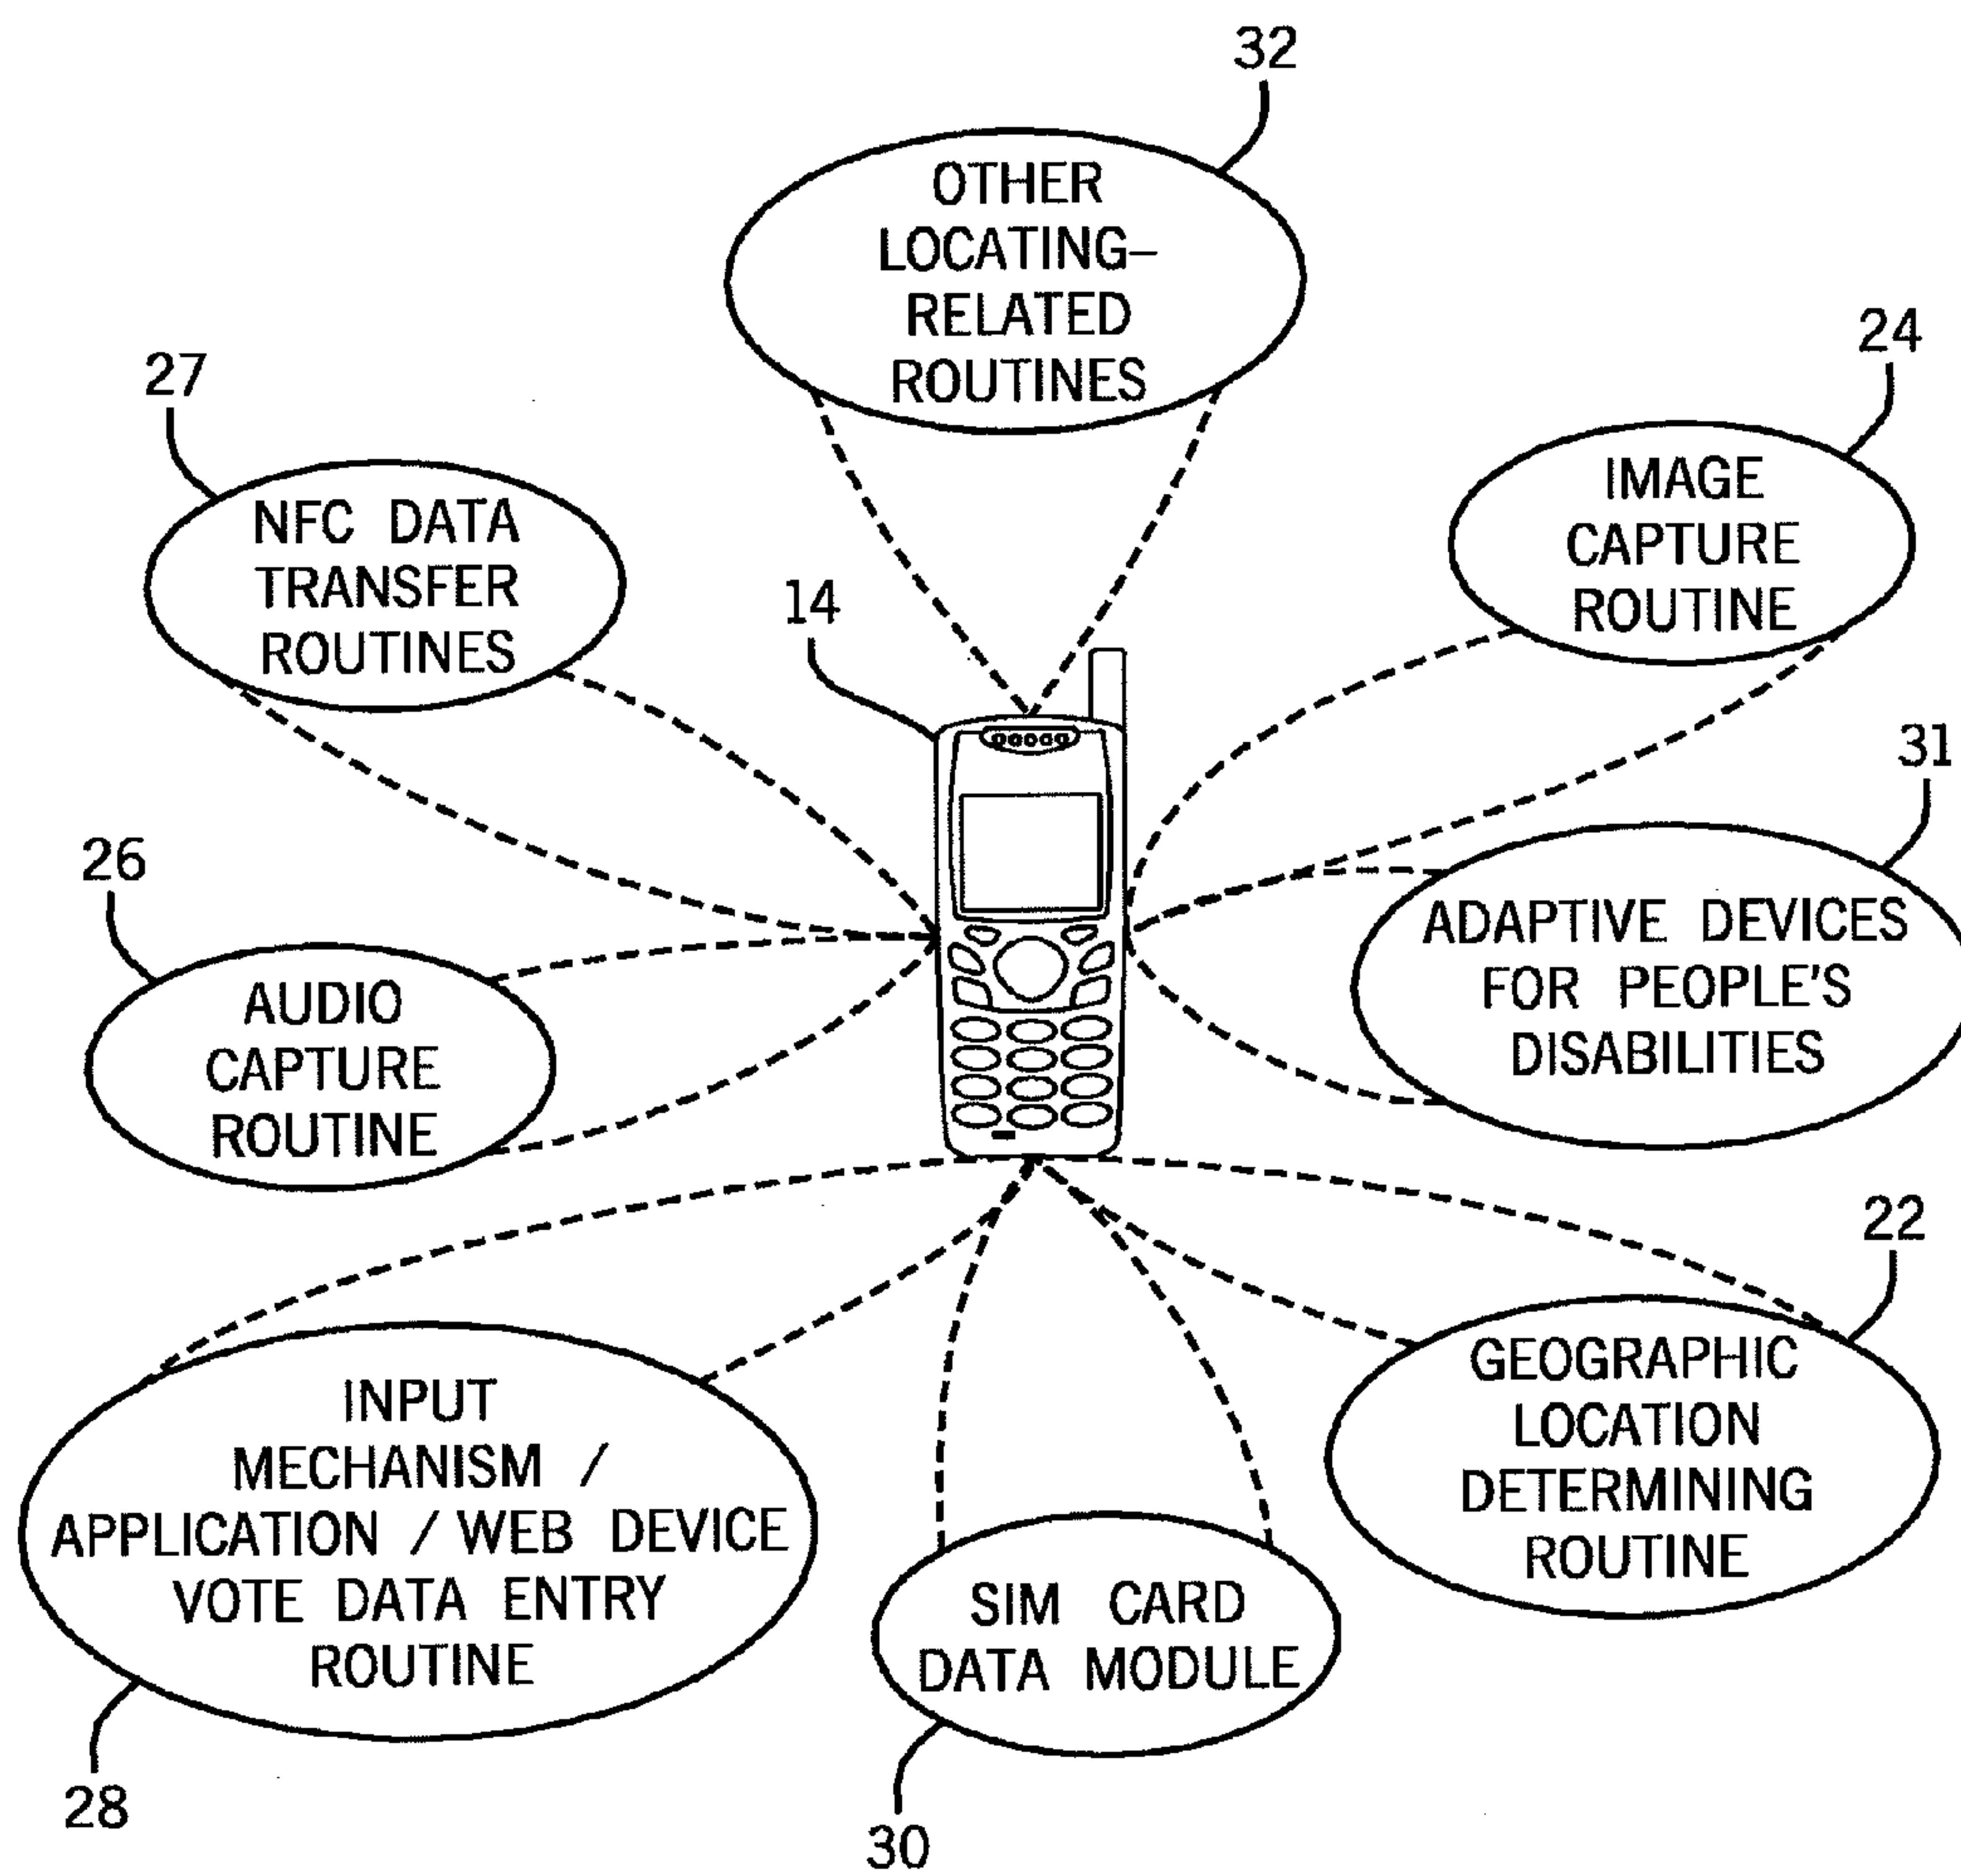 32
OTHER
LOCATING–
RELATED
ROUTINES
24
IMAGE
CAPTURE
ROUTINE
27
NFC DATA
TRANSFER
ROUTINES
14
31
ADAPTIVE DEVICES
FOR PEOPLE'S
DISABILITIES
26
AUDIO
CAPTURE
ROUTINE
22
GEOGRAPHIC
LOCATION
DETERMINING
ROUTINE
INPUT
MECHANISM /
APPLICATION / WEB DEVICE
VOTE DATA ENTRY
ROUTINE
28
SIM CARD
DATA MODULE
30